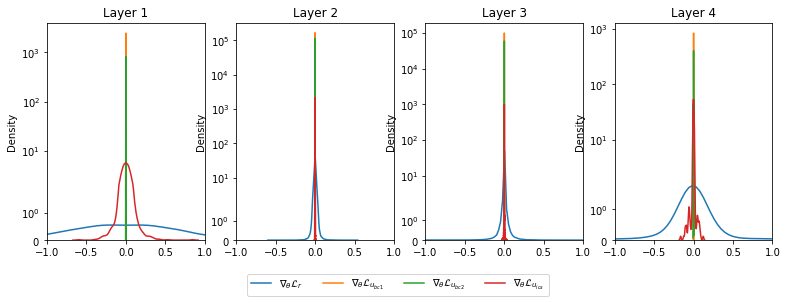 Layer 1 Layer 2 Layer 3 Layer 4
Density Density Density Density
10³ 10² 10¹ 10⁰ 0
10⁵ 10⁴ 10³ 10² 10¹ 10⁰ 0
10⁵ 10⁴ 10³ 10² 10¹ 10⁰ 0
10³ 10² 10¹ 10⁰ 0
−1.0 −0.5 0.0 0.5 1.0 −1.0 −0.5 0.0 0.5 1.0 −1.0 −0.5 0.0 0.5 1.0 −1.0 −0.5 0.0 0.5 1.0
∇θℒr ∇θℒu_bc1 ∇θℒu_bc2 ∇θℒu_ics